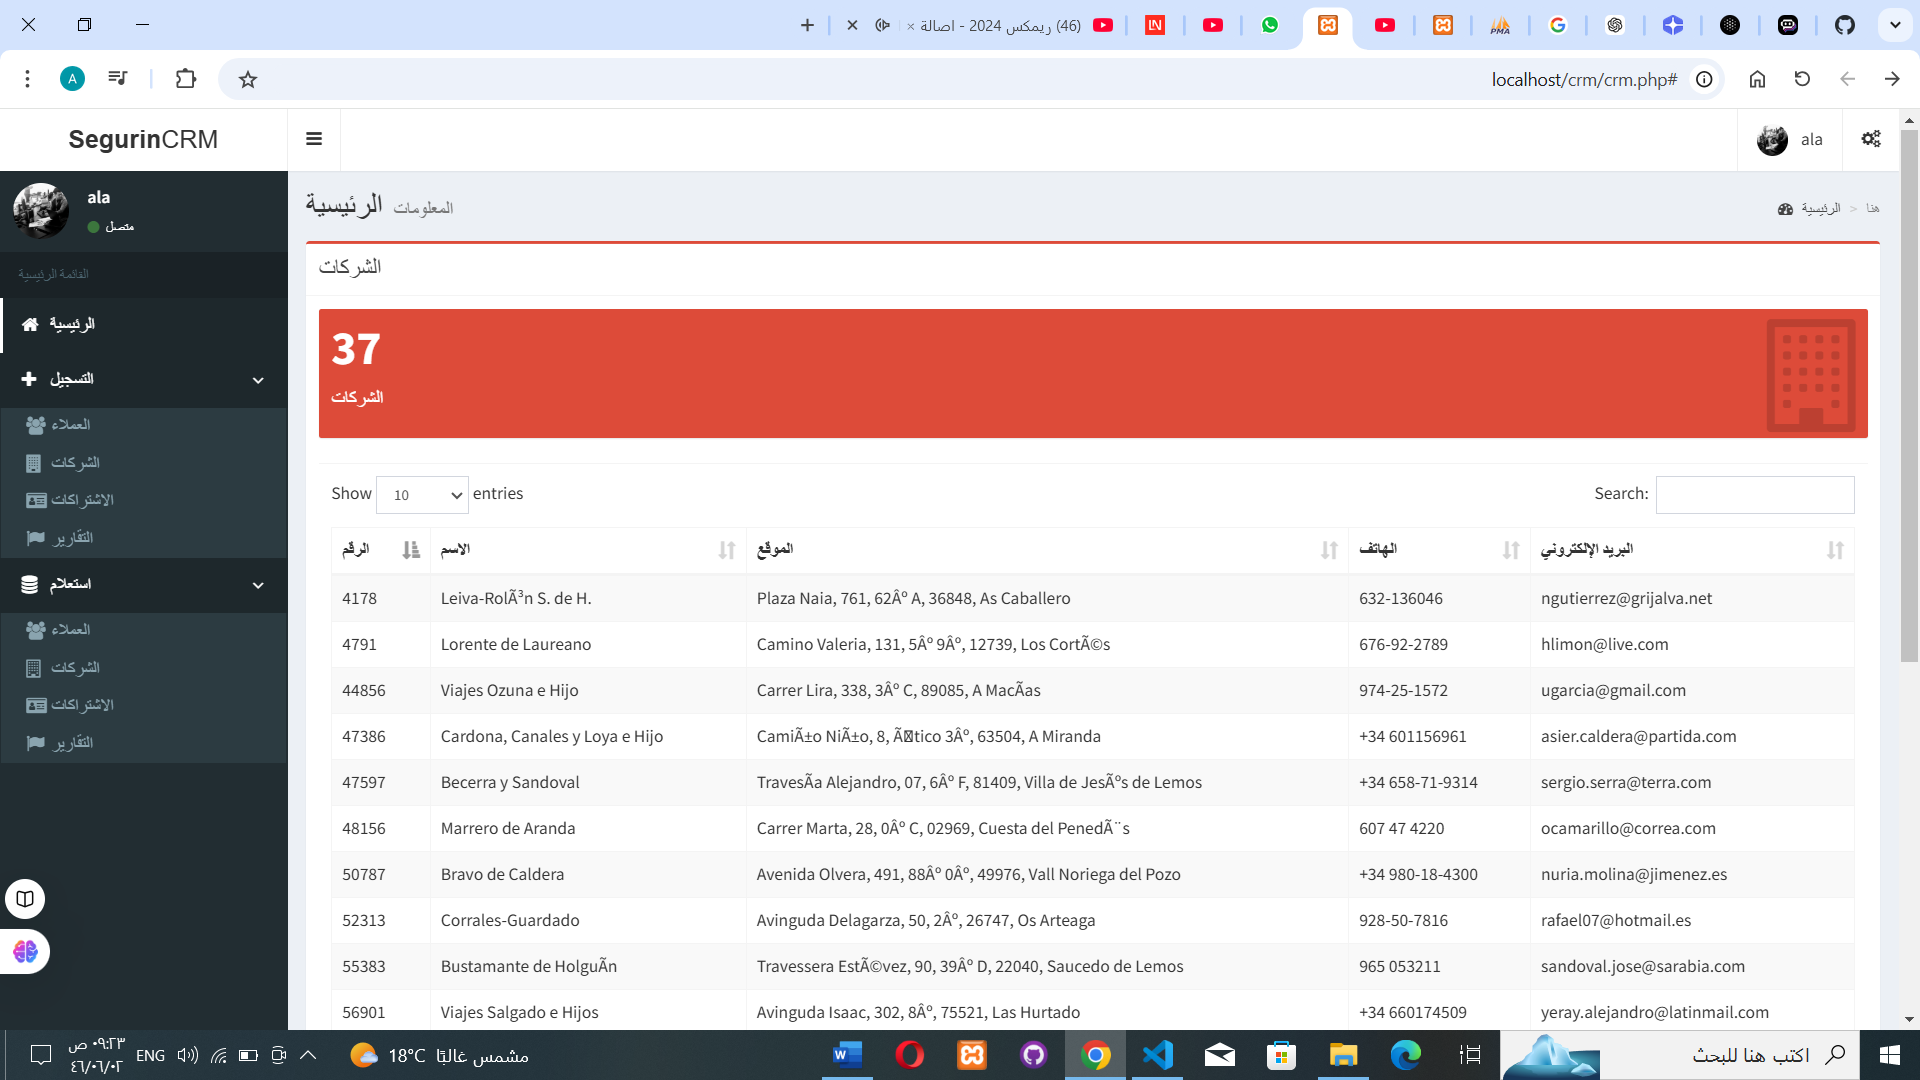 (46) ريمكس 2024 - اصالة
localhost/crm/crm.php#
SegurinCRM
ala
ala
متصل
القائمة الرئيسية
الرئيسية
التسجيل
العملاء
الشركات
الاشتراكات
التقارير
استعلام
العملاء
الشركات
الاشتراكات
التقارير
الرئيسية المعلومات
الرئيسية > هنا
الشركات
37
الشركات
Show 10 entries
Search:
الرقم الاسم الموقع الهاتف البريد الإلكتروني
4178 Leiva-RolÃ³n S. de H. Plaza Naia, 761, 62Âº A, 36848, As Caballero 632-136046 ngutierrez@grijalva.net
4791 Lorente de Laureano Camino Valeria, 131, 5Âº 9Âº, 12739, Los CortÃ©s 676-92-2789 hlimon@live.com
44856 Viajes Ozuna e Hijo Carrer Lira, 338, 3Âº C, 89085, A MacÃas 974-25-1572 ugarcia@gmail.com
47386 Cardona, Canales y Loya e Hijo CamiÃ±o NiÃ±o, 8, Ã�tico 3Âº, 63504, A Miranda +34 601156961 asier.caldera@partida.com
47597 Becerra y Sandoval TravesÃa Alejandro, 07, 6Âº F, 81409, Villa de JesÃºs de Lemos +34 658-71-9314 sergio.serra@terra.com
48156 Marrero de Aranda Carrer Marta, 28, 0Âº C, 02969, Cuesta del PenedÃ¨s 607 47 4220 ocamarillo@correa.com
50787 Bravo de Caldera Avenida Olvera, 491, 88Âº 0Âº, 49976, Vall Noriega del Pozo +34 980-18-4300 nuria.molina@jimenez.es
52313 Corrales-Guardado Avinguda Delagarza, 50, 2Âº, 26747, Os Arteaga 928-50-7816 rafael07@hotmail.es
55383 Bustamante de HolguÃn Travessera EstÃ©vez, 90, 39Âº D, 22040, Saucedo de Lemos 965 053211 sandoval.jose@sarabia.com
56901 Viajes Salgado e Hijos Avinguda Isaac, 302, 8Âº, 75521, Las Hurtado +34 660174509 yeray.alejandro@latinmail.com
٠٩:٢٣ ص
٤٦/٠٦/٠٢
ENG
18°C مشمس غالبًا
اكتب هنا للبحث